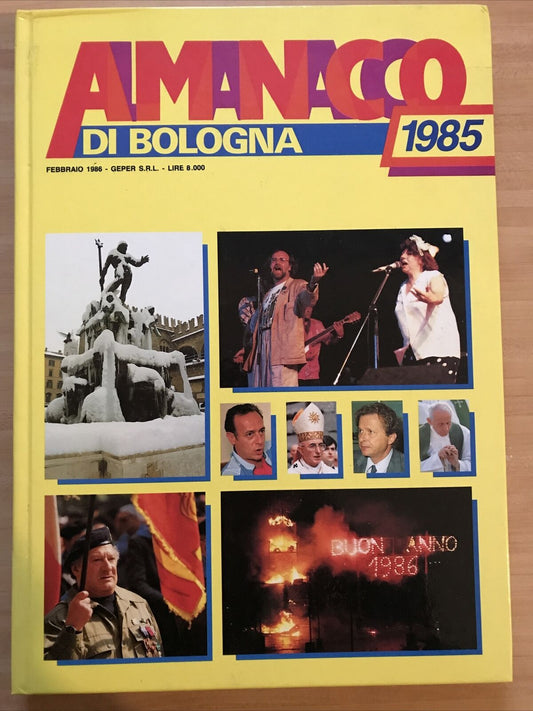 ALMANACCO
DI BOLOGNA
1985
FEBBRAIO 1986 - GEPER S.R.L. - LIRE 8.000
BUON ANNO
1986